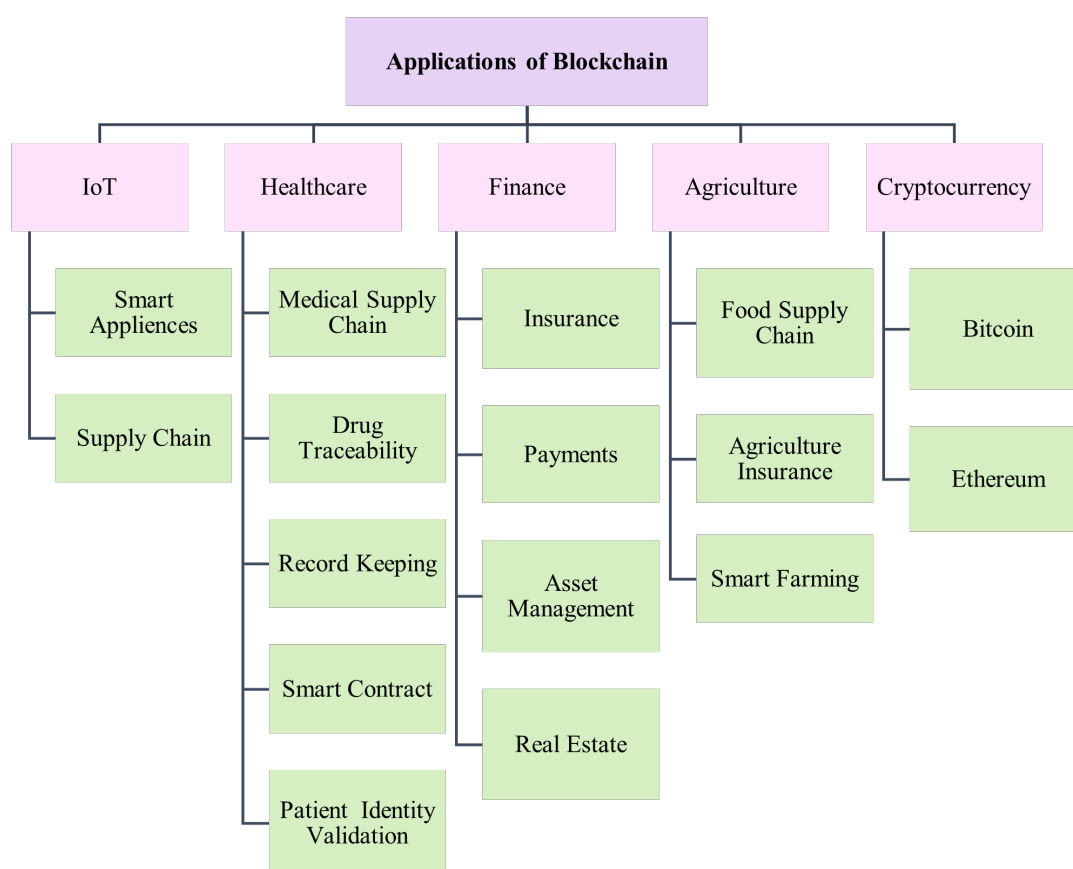 Applications of Blockchain
IoT
Healthcare
Finance
Agriculture
Cryptocurrency
Smart
Appliences
Supply Chain
Medical Supply
Chain
Drug
Traceability
Record Keeping
Smart Contract
Patient Identity
Validation
Insurance
Payments
Asset
Management
Real Estate
Food Supply
Chain
Agriculture
Insurance
Smart Farming
Bitcoin
Ethereum